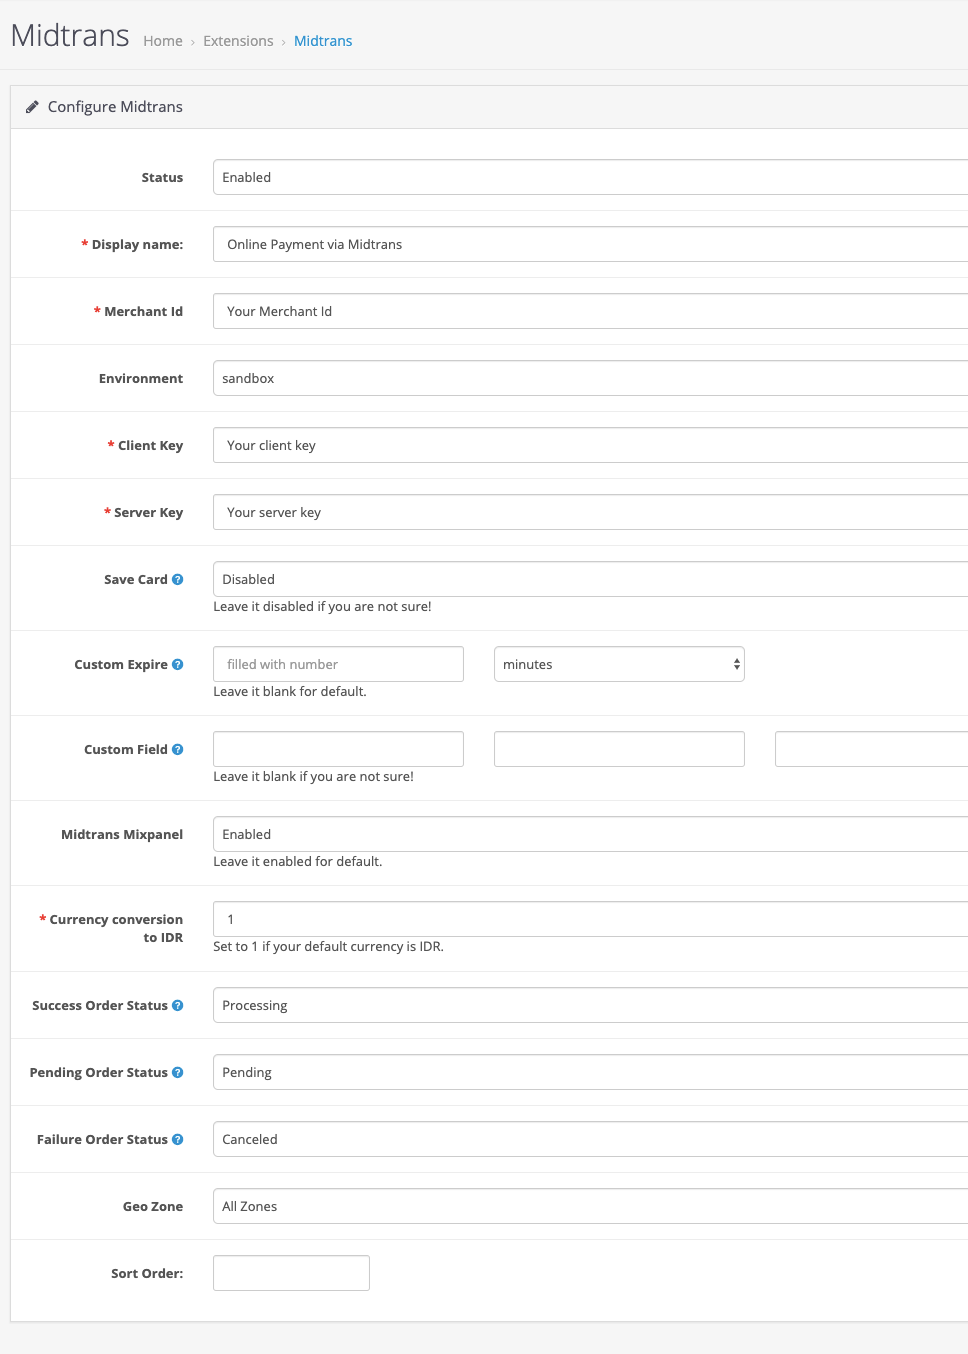 Midtrans Home › Extensions › Midtrans
Configure Midtrans
Status Enabled
* Display name: Online Payment via Midtrans
* Merchant Id Your Merchant Id
Environment sandbox
* Client Key Your client key
* Server Key Your server key
Save Card ? Disabled
Leave it disabled if you are not sure!
Custom Expire ? filled with number minutes
Leave it blank for default.
Custom Field ?
Leave it blank if you are not sure!
Midtrans Mixpanel Enabled
Leave it enabled for default.
* Currency conversion
to IDR
1
Set to 1 if your default currency is IDR.
Success Order Status ? Processing
Pending Order Status ? Pending
Failure Order Status ? Canceled
Geo Zone All Zones
Sort Order: